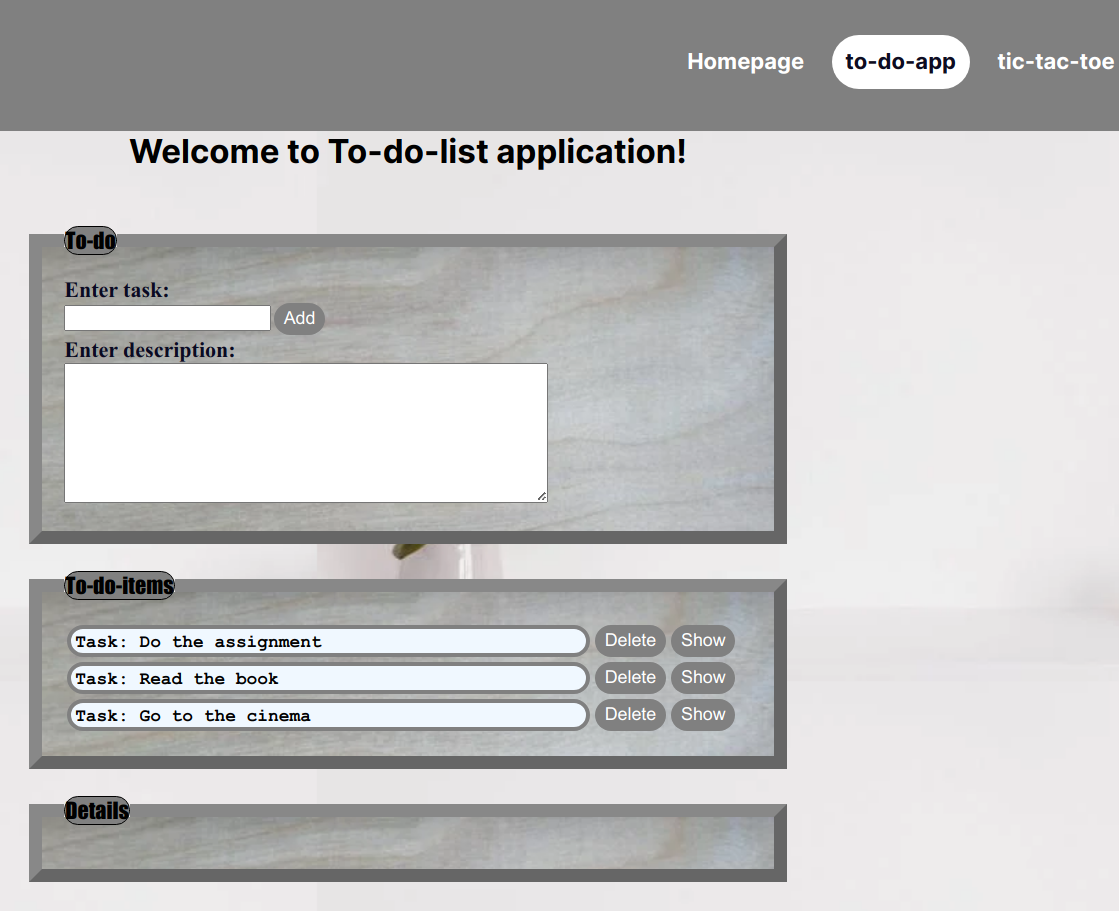 Homepage to-do-app tic-tac-toe
Welcome to To-do-list application!
To-do
Enter task:
Add
Enter description:
To-do-items
Task: Do the assignment Delete Show
Task: Read the book Delete Show
Task: Go to the cinema Delete Show
Details